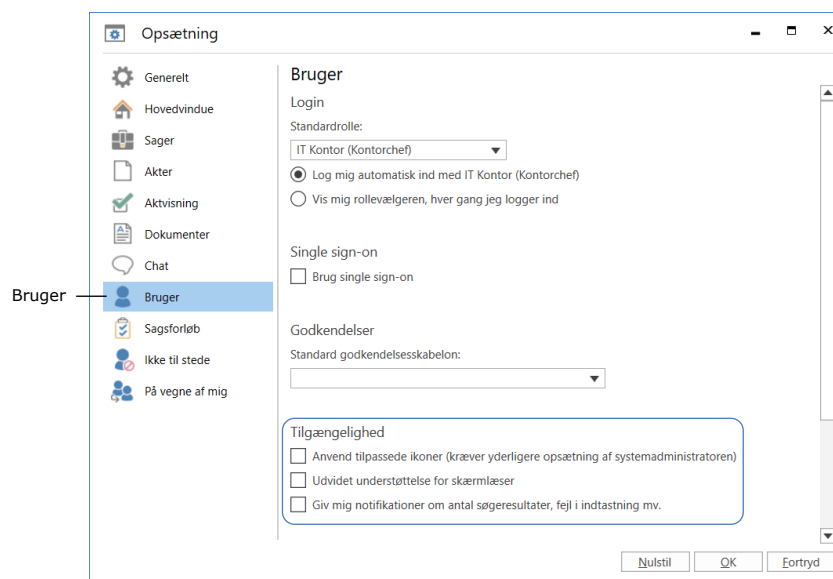 Opsætning
Generelt
Hovedvindue
Sager
Akter
Aktvisning
Dokumenter
Chat
Bruger
Bruger
Sagsforløb
Ikke til stede
På vegne af mig
Bruger
Login
Standardrolle:
IT Kontor (Kontorchef)
Log mig automatisk ind med IT Kontor (Kontorchef)
Vis mig rollevælgeren, hver gang jeg logger ind
Single sign-on
Brug single sign-on
Godkendelser
Standard godkendelsesskabelon:
Tilgængelighed
Anvend tilpassede ikoner (kræver yderligere opsætning af systemadministratoren)
Udvidet understøttelse for skærmlæser
Giv mig notifikationer om antal søgeresultater, fejl i indtastning mv.
Nulstil
OK
Fortryd